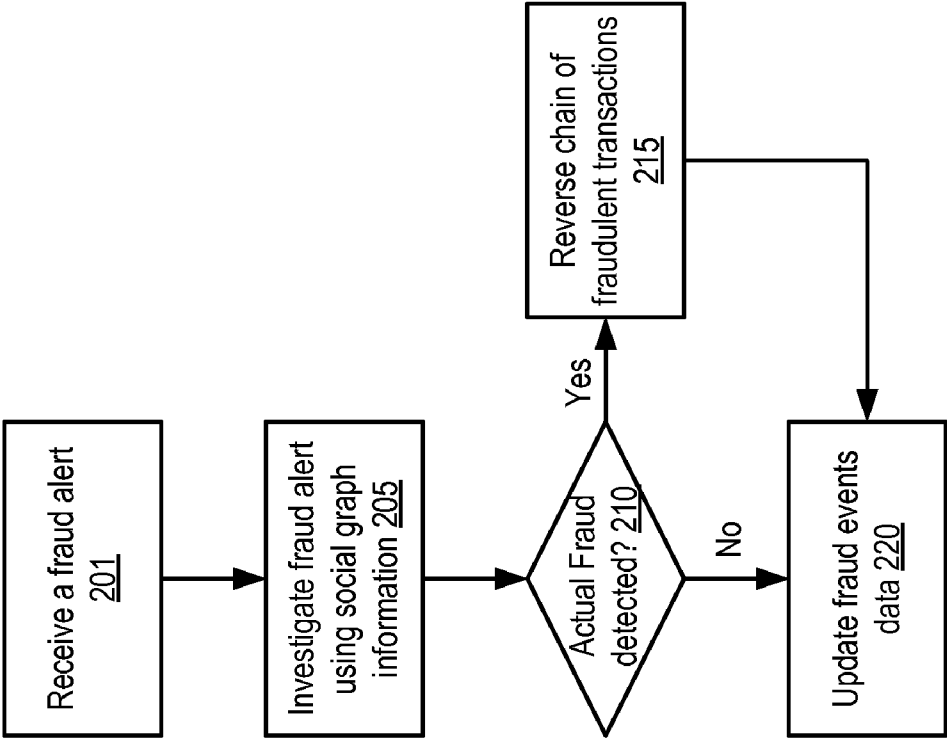 Receive a fraud alert
201
Investigate fraud alert
using social graph
information 205
Actual Fraud
detected? 210
Yes
Reverse chain of
fraudulent transactions
215
No
Update fraud events
data 220